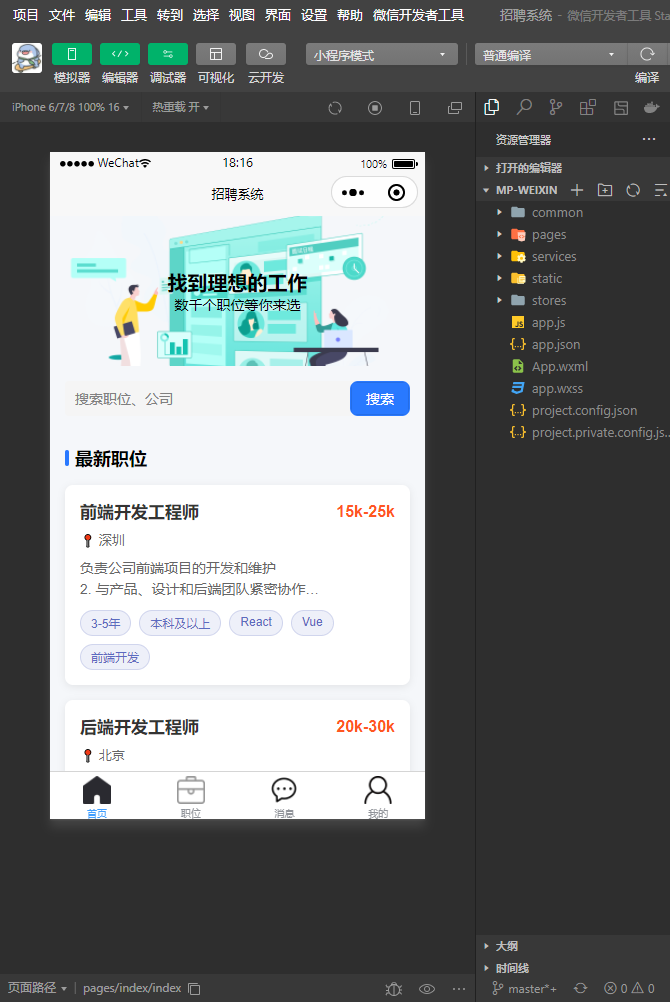 项目 文件 编辑 工具 转到 选择 视图 界面 设置 帮助 微信开发者工具 招聘系统 - 微信开发者工具 Sta
模拟器 编辑器 调试器 可视化 云开发
小程序模式 普通编译
编译
iPhone 6/7/8 100% 16 热重载 开
资源管理器
打开的编辑器
MP-WEIXIN
common
pages
services
static
stores
app.js
app.json
App.wxml
app.wxss
project.config.json
project.private.config.js...
WeChat 18:16 100%
招聘系统
找到理想的工作
数千个职位等你来选
搜索职位、公司 搜索
最新职位
前端开发工程师 15k-25k
深圳
负责公司前端项目的开发和维护
2. 与产品、设计和后端团队紧密协作...
3-5年 本科及以上 React Vue
前端开发
后端开发工程师 20k-30k
北京
首页 职位 消息 我的
大纲
时间线
页面路径 pages/index/index
master*+ 0 0